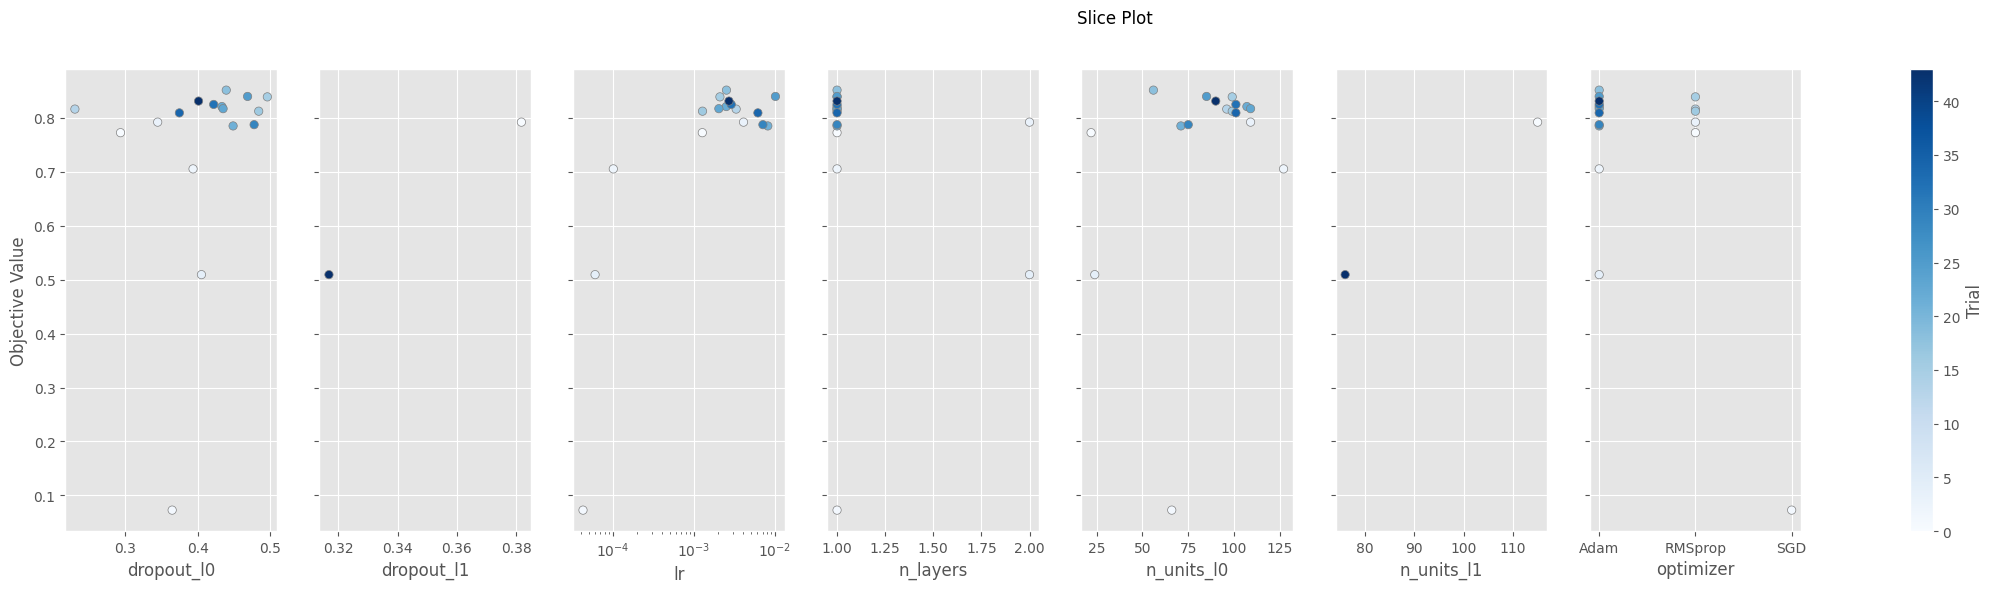 Slice Plot
Objective Value
0.8
0.7
0.6
0.5
0.4
0.3
0.2
0.1
0.3 0.4 0.5
dropout_l0
0.32 0.34 0.36 0.38
dropout_l1
10⁻⁴ 10⁻³ 10⁻²
lr
1.00 1.25 1.50 1.75 2.00
n_layers
25 50 75 100 125
n_units_l0
80 90 100 110
n_units_l1
Adam RMSprop SGD
optimizer
40
35
30
25
20
15
10
5
0
Trial